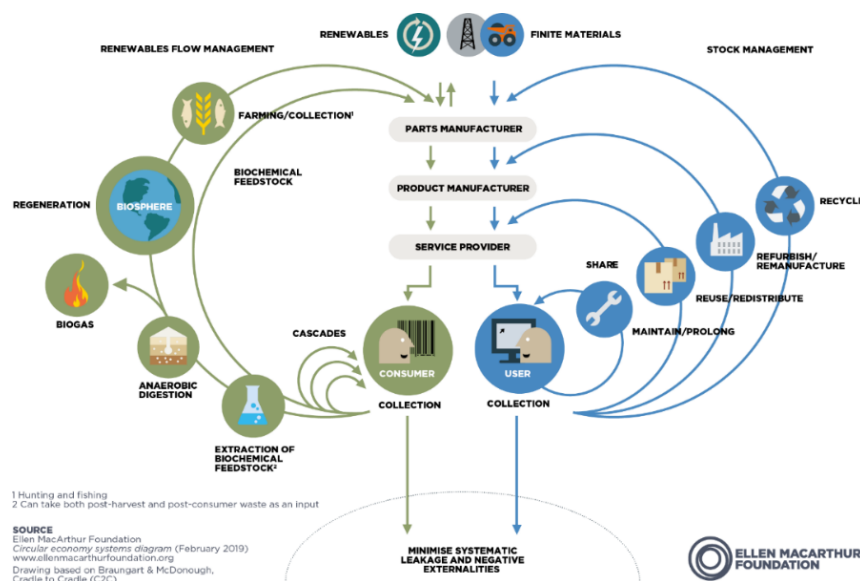 RENEWABLES
FINITE MATERIALS
RENEWABLES FLOW MANAGEMENT
STOCK MANAGEMENT
FARMING/COLLECTION¹
PARTS MANUFACTURER
BIOCHEMICAL
FEEDSTOCK
PRODUCT MANUFACTURER
REGENERATION
BIOSPHERE
RECYCLE
SERVICE PROVIDER
SHARE
REFURBISH/
REMANUFACTURE
REUSE/REDISTRIBUTE
BIOGAS
CASCADES
MAINTAIN/PROLONG
CONSUMER
USER
ANAEROBIC
DIGESTION
COLLECTION
COLLECTION
EXTRACTION OF
BIOCHEMICAL
FEEDSTOCK²
1 Hunting and fishing
2 Can take both post-harvest and post-consumer waste as an input
SOURCE
Ellen MacArthur Foundation
Circular economy systems diagram (February 2019)
www.ellenmacarthurfoundation.org
Drawing based on Braungart & McDonough,
Cradle to Cradle (C2C)
MINIMISE SYSTEMATIC
LEAKAGE AND NEGATIVE
EXTERNALITIES
ELLEN MACARTHUR
FOUNDATION